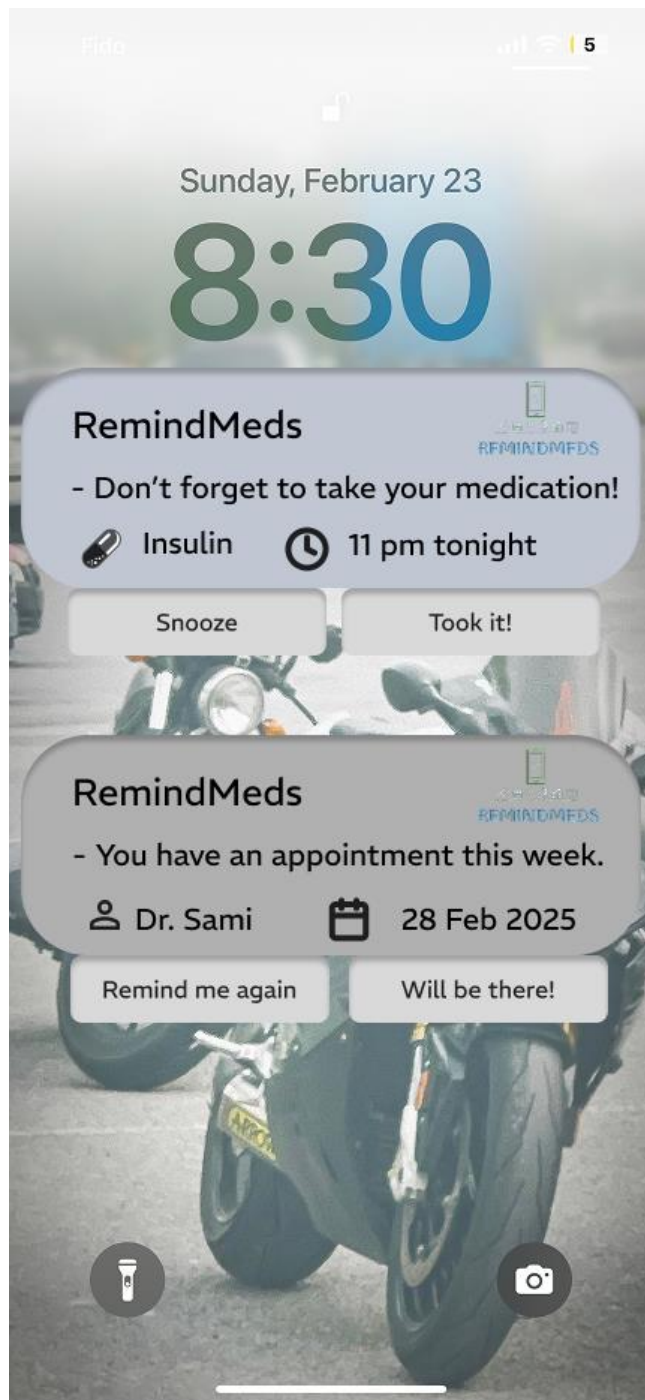 Fido
5
Sunday, February 23
8:30
RemindMeds
REMINDMEDS
- Don't forget to take your medication!
Insulin 11 pm tonight
Snooze Took it!
RemindMeds
REMINDMEDS
- You have an appointment this week.
Dr. Sami 28 Feb 2025
Remind me again Will be there!
ARROW